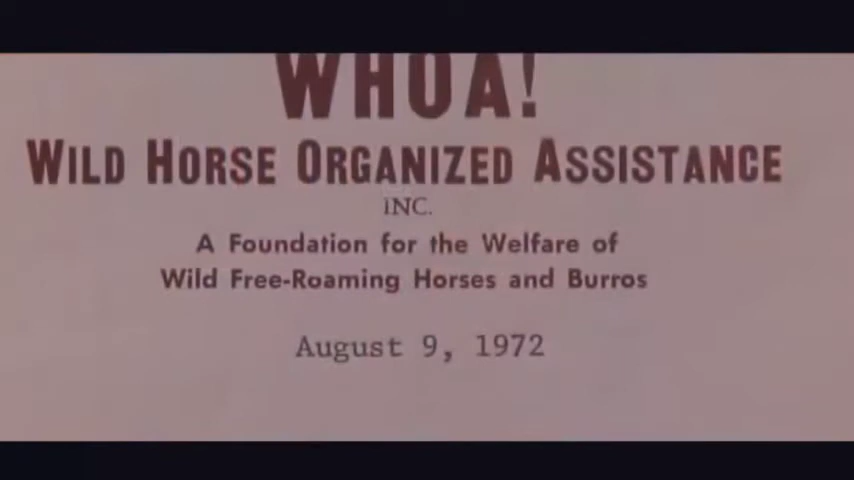 WHOA!
WILD HORSE ORGANIZED ASSISTANCE
INC.
A Foundation for the Welfare of
Wild Free-Roaming Horses and Burros
August 9, 1972